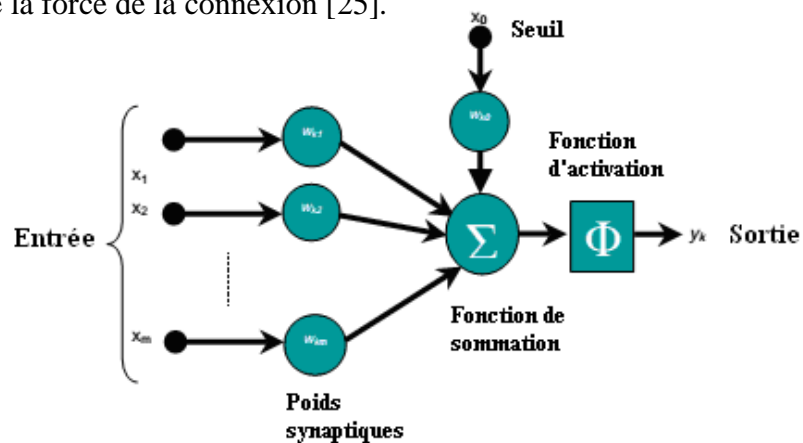 la force de la connexion [25].
x0 Seuil
wk0
Fonction
d'activation
wk1
x1
x2
wk2
Entrée
Σ
Φ
yk Sortie
xm
wkm
Fonction de
sommation
Poids
synaptiques